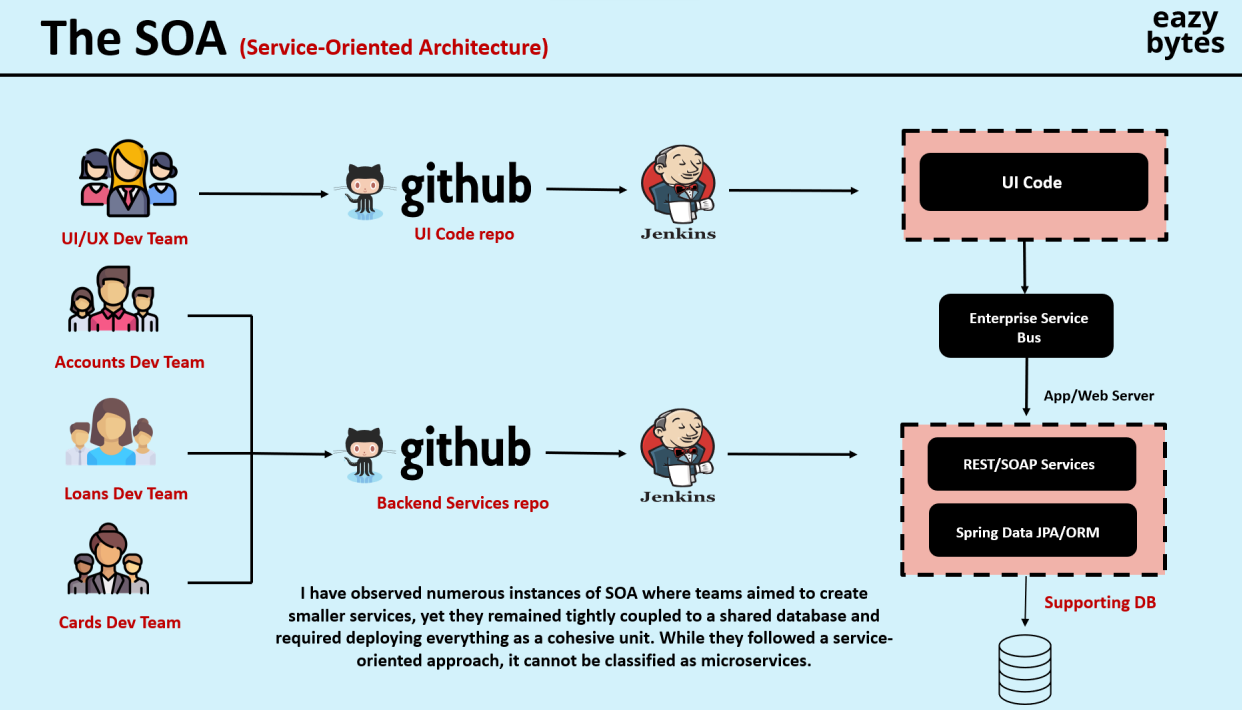 The SOA (Service-Oriented Architecture)
eazy
bytes
UI/UX Dev Team
github
UI Code repo
Jenkins
UI Code
Enterprise Service
Bus
App/Web Server
Accounts Dev Team
Loans Dev Team
Cards Dev Team
github
Backend Services repo
Jenkins
REST/SOAP Services
Spring Data JPA/ORM
Supporting DB
I have observed numerous instances of SOA where teams aimed to create
smaller services, yet they remained tightly coupled to a shared database and
required deploying everything as a cohesive unit. While they followed a service-
oriented approach, it cannot be classified as microservices.